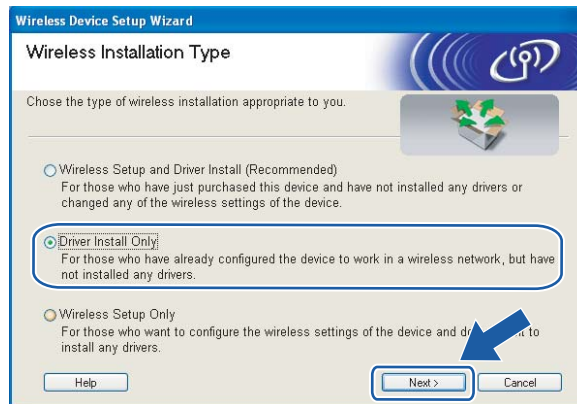 Wireless Device Setup Wizard
Wireless Installation Type
Chose the type of wireless installation appropriate to you.
Wireless Setup and Driver Install (Recommended)
For those who have just purchased this device and have not installed any drivers or
changed any of the wireless settings of the device.
Driver Install Only
For those who have already configured the device to work in a wireless network, but have
not installed any drivers.
Wireless Setup Only
For those who want to configure the wireless settings of the device and to
install any drivers.
Help
Next >
Cancel